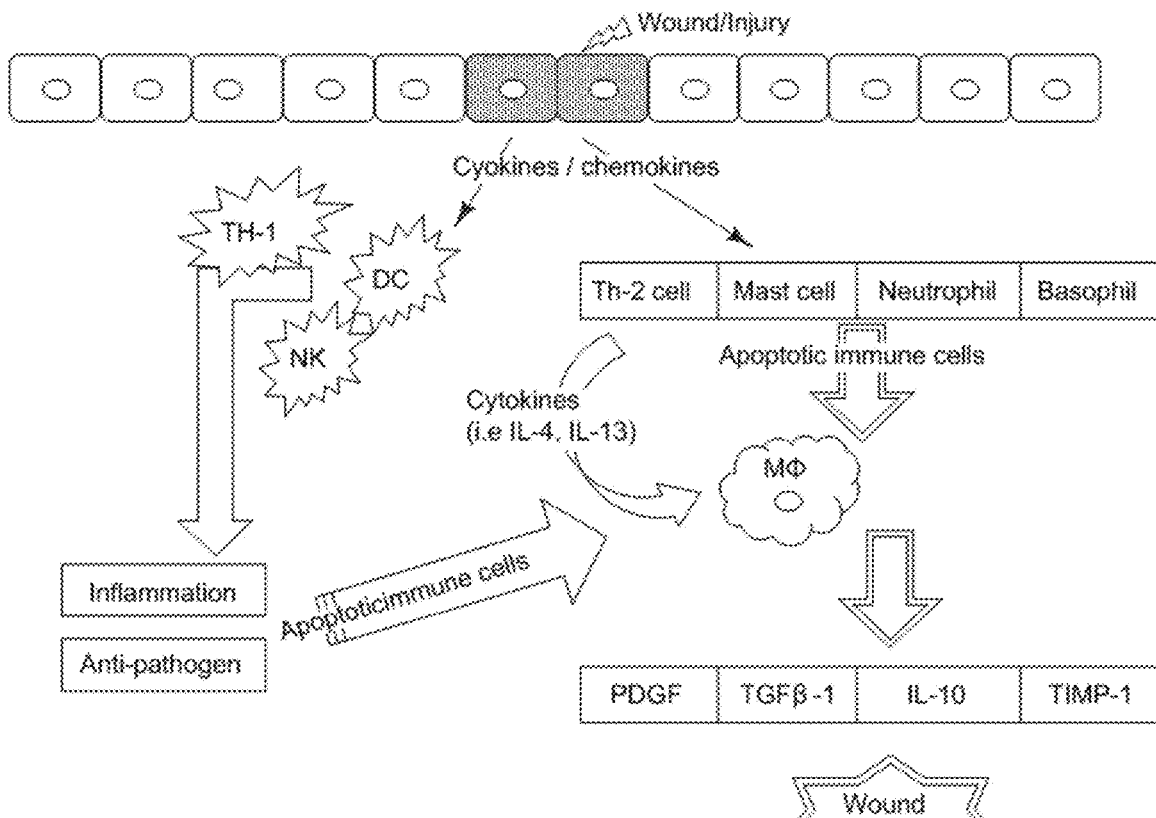 Wound/Injury
Cyokines / chemokines
TH-1
DC
NK
Th-2 cell
Mast cell
Neutrophil
Basophil
Apoptotic immune cells
Cytokines
(i.e IL-4, IL-13)
MΦ
Inflammation
Anti-pathogen
Apoptoticimmune cells
PDGF
TGFβ-1
IL-10
TIMP-1
Wound